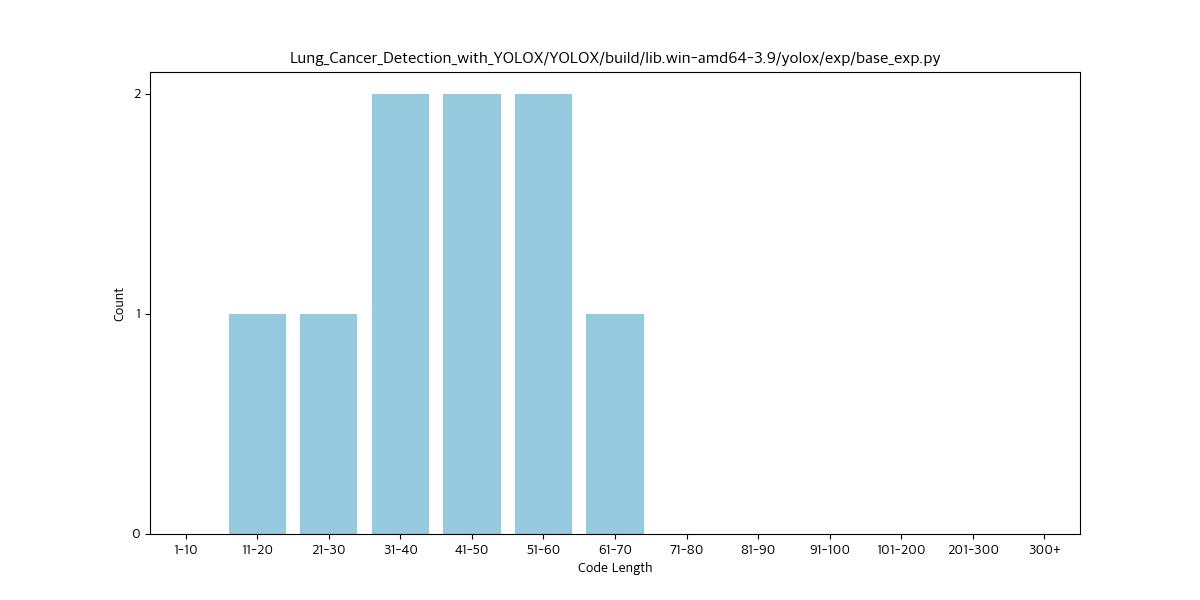 Lung_Cancer_Detection_with_YOLOX/YOLOX/build/lib.win-amd64-3.9/yolox/exp/base_exp.py
2
1
0
Count
1-10 11-20 21-30 31-40 41-50 51-60 61-70 71-80 81-90 91-100 101-200 201-300 300+
Code Length